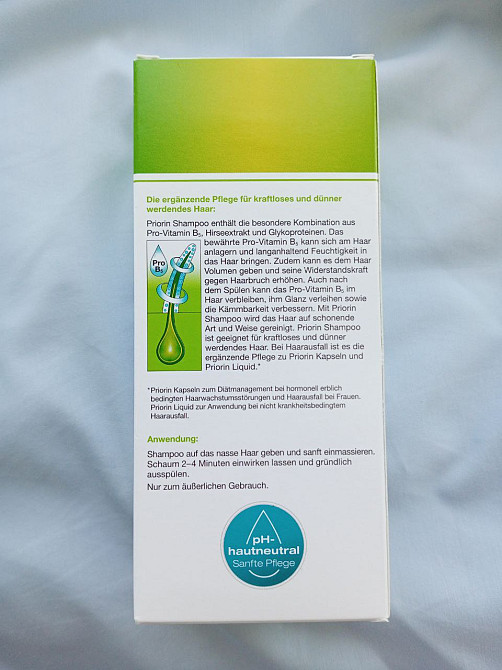 Die ergänzende Pflege für kraftloses und dünner
werdendes Haar:
Priorin Shampoo enthält die besondere Kombination aus
Pro-Vitamin B₅, Hirseextrakt und Glykoproteinen. Das
bewährte Pro-Vitamin B₅ kann sich am Haar
anlagern und langanhaltend Feuchtigkeit in
das Haar bringen. Zudem kann es dem Haar
Volumen geben und seine Widerstandskraft
gegen Haarbruch erhöhen. Auch nach
dem Spülen kann das Pro-Vitamin B₅ im
Haar verbleiben, ihm Glanz verleihen sowie
die Kämmbarkeit verbessern. Mit Priorin
Shampoo wird das Haar auf schonende
Art und Weise gereinigt. Priorin Shampoo
ist geeignet für kraftloses und dünner
werdendes Haar. Bei Haarausfall ist es die
ergänzende Pflege zu Priorin Kapseln und
Priorin Liquid.*
Pro
B₅
*Priorin Kapseln zum Diätmanagement bei hormonell erblich
bedingten Haarwachstumsstörungen und Haarausfall bei Frauen.
Priorin Liquid zur Anwendung bei nicht krankheitsbedingtem
Haarausfall.
Anwendung:
Shampoo auf das nasse Haar geben und sanft einmassieren.
Schaum 2–4 Minuten einwirken lassen und gründlich
ausspülen.
Nur zum äußerlichen Gebrauch.
pH-
hautneutral
Sanfte Pflege